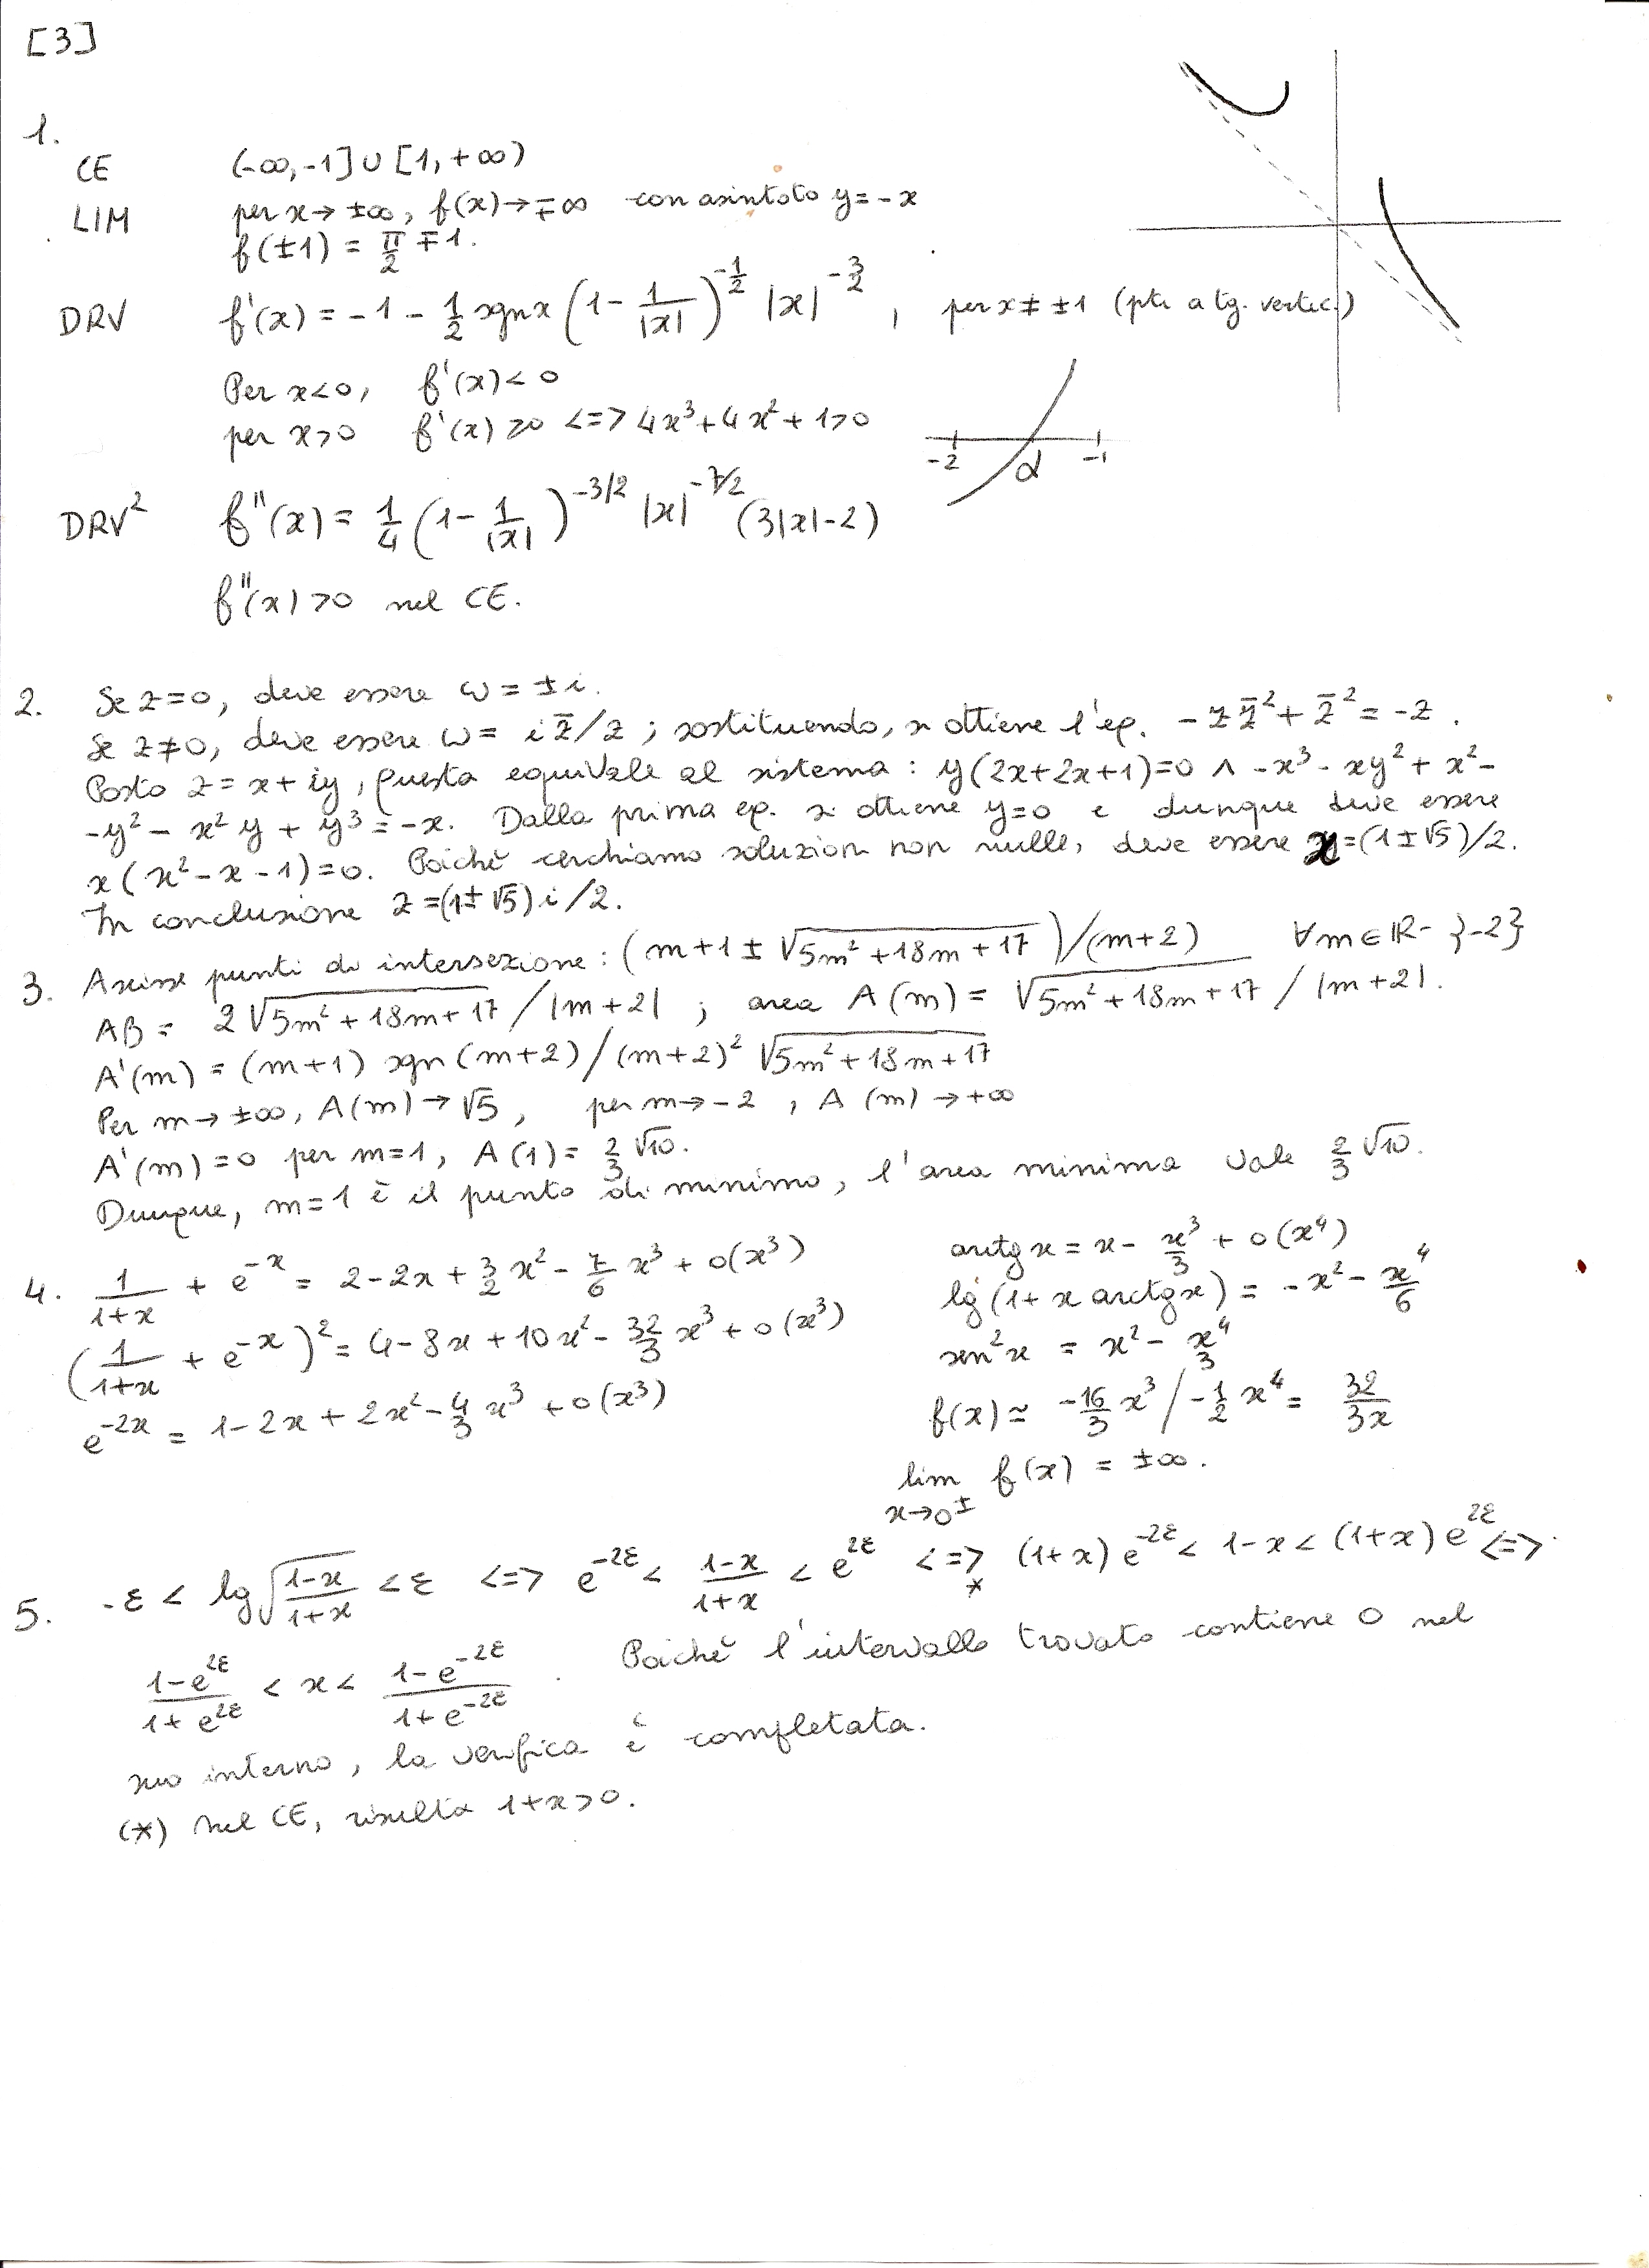 [3]
1.
CE (-∞,-1] ∪ [1,+∞)
LIM per x→ ±∞, f(x)→ ∓∞ con asintoto y=-x
f(±1) = π/2 ∓ 1.
DRV f'(x) = -1 - 1/2 sgn x (1 - 1/|x|)^(-1/2) |x|^(-3/2), per x ≠ ±1 (pti a tg. vertic.)
Per x<0, f'(x)<0
per x>0 f'(x)>0 <=> 4x³+4x²+1>0
-2 α -1
DRV² f''(x) = 1/4 (1 - 1/|x|)^(-3/2) |x|^(-7/2) (3|x|-2)
f''(x)>0 nel CE.
2. Se z=0, deve essere ω = ±i.
Se z≠0, deve essere ω = i z̄/z ; sostituendo, si ottiene l'eq. -z z̄² + z̄² = -z.
Posto z = x+iy, questa equivale al sistema: y(2x+2x+1)=0 ∧ -x³-xy²+x²-
-y²-x²y+y³=-x. Dalla prima eq. si ottiene y=0 e dunque deve essere
x(x²-x-1)=0. Poichè cerchiamo soluzioni non nulle, deve essere x=(1±√5)/2.
In conclusione z=(1±√5)i/2.
3. Ascisse punti di intersezione: (m+1 ± √(5m²+18m+17))/(m+2) ∀m∈ℝ-}-2}
AB = 2√(5m²+18m+17) / |m+2| ; area A(m) = √(5m²+18m+17) / |m+2|.
A'(m) = (m+1) sgn(m+2)/(m+2)² √(5m²+18m+17)
Per m→ ±∞, A(m)→ √5, per m→ -2, A(m)→ +∞
A'(m)=0 per m=1, A(1) = 2/3 √10.
Dunque, m=1 è il punto di minimo, l'area minima vale 2/3 √10.
4. 1/(1+x) + e^(-x) = 2-2x+3/2 x² - 7/6 x³ + o(x³)
(1/(1+x) + e^(-x))² = 4-8x+10x² - 32/3 x³ + o(x³)
e^(-2x) = 1-2x+2x² - 4/3 x³ + o(x³)
arctg x = x - x³/3 + o(x⁴)
lg(1+x arctg x) = -x² - x⁴/6
sen²x = x² - x⁴/3
f(x) ≃ -16/3 x³ / -1/2 x⁴ = 32/3x
lim x→0± f(x) = ±∞.
5. -ε < lg √((1-x)/(1+x)) < ε <=> e^(-2ε) < (1-x)/(1+x) < e^(2ε) <=>* (1+x)e^(-2ε) < 1-x < (1+x)e^(2ε) <=>
(1-e^(2ε))/(1+e^(2ε)) < x < (1-e^(-2ε))/(1+e^(-2ε)). Poichè l'intervallo trovato contiene 0 nel
suo interno, la verifica è completata.
(*) Nel CE, risulta 1+x>0.